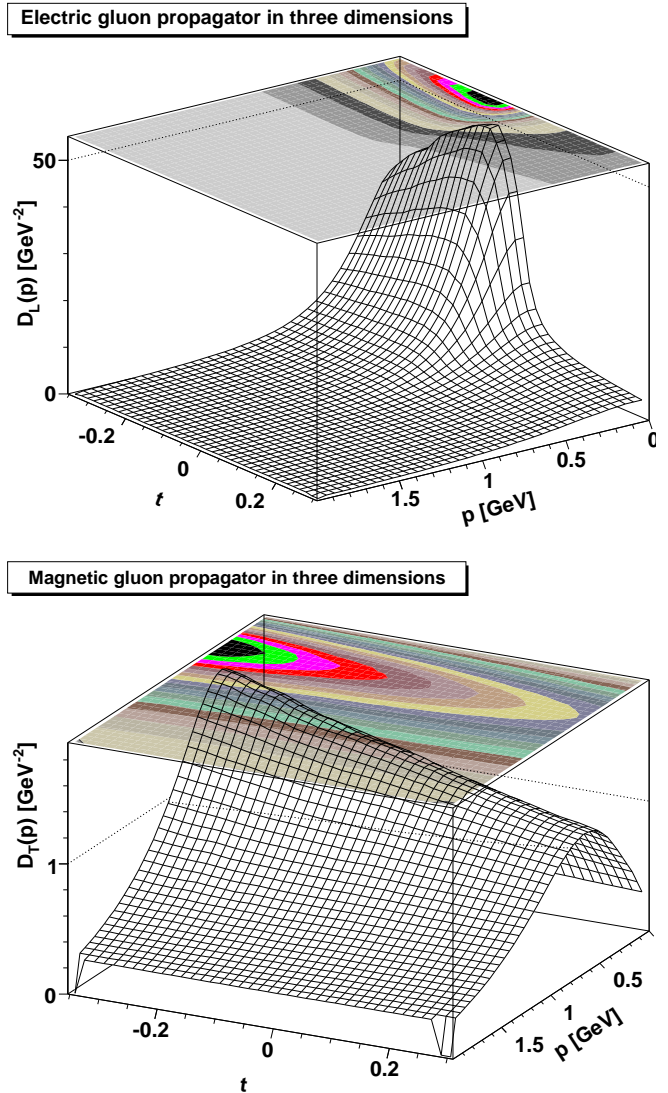 Electric gluon propagator in three dimensions
50
D_L(p) [GeV^-2]
0
-0.2
0
0.2
t
1.5
1
0.5
0
p [GeV]
Magnetic gluon propagator in three dimensions
D_T(p) [GeV^-2]
1
0
-0.2
0
0.2
t
1.5
1
0.5
p [GeV]